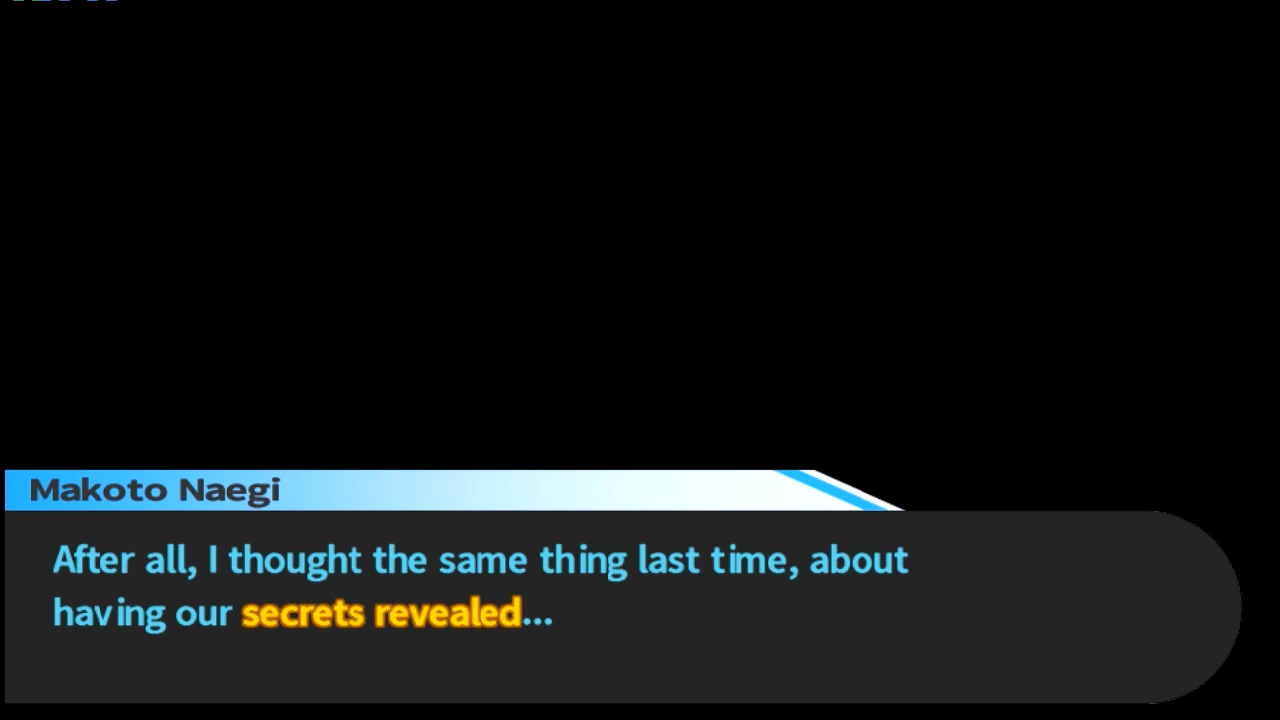 Makoto Naegi
After all, I thought the same thing last time, about
having our secrets revealed...